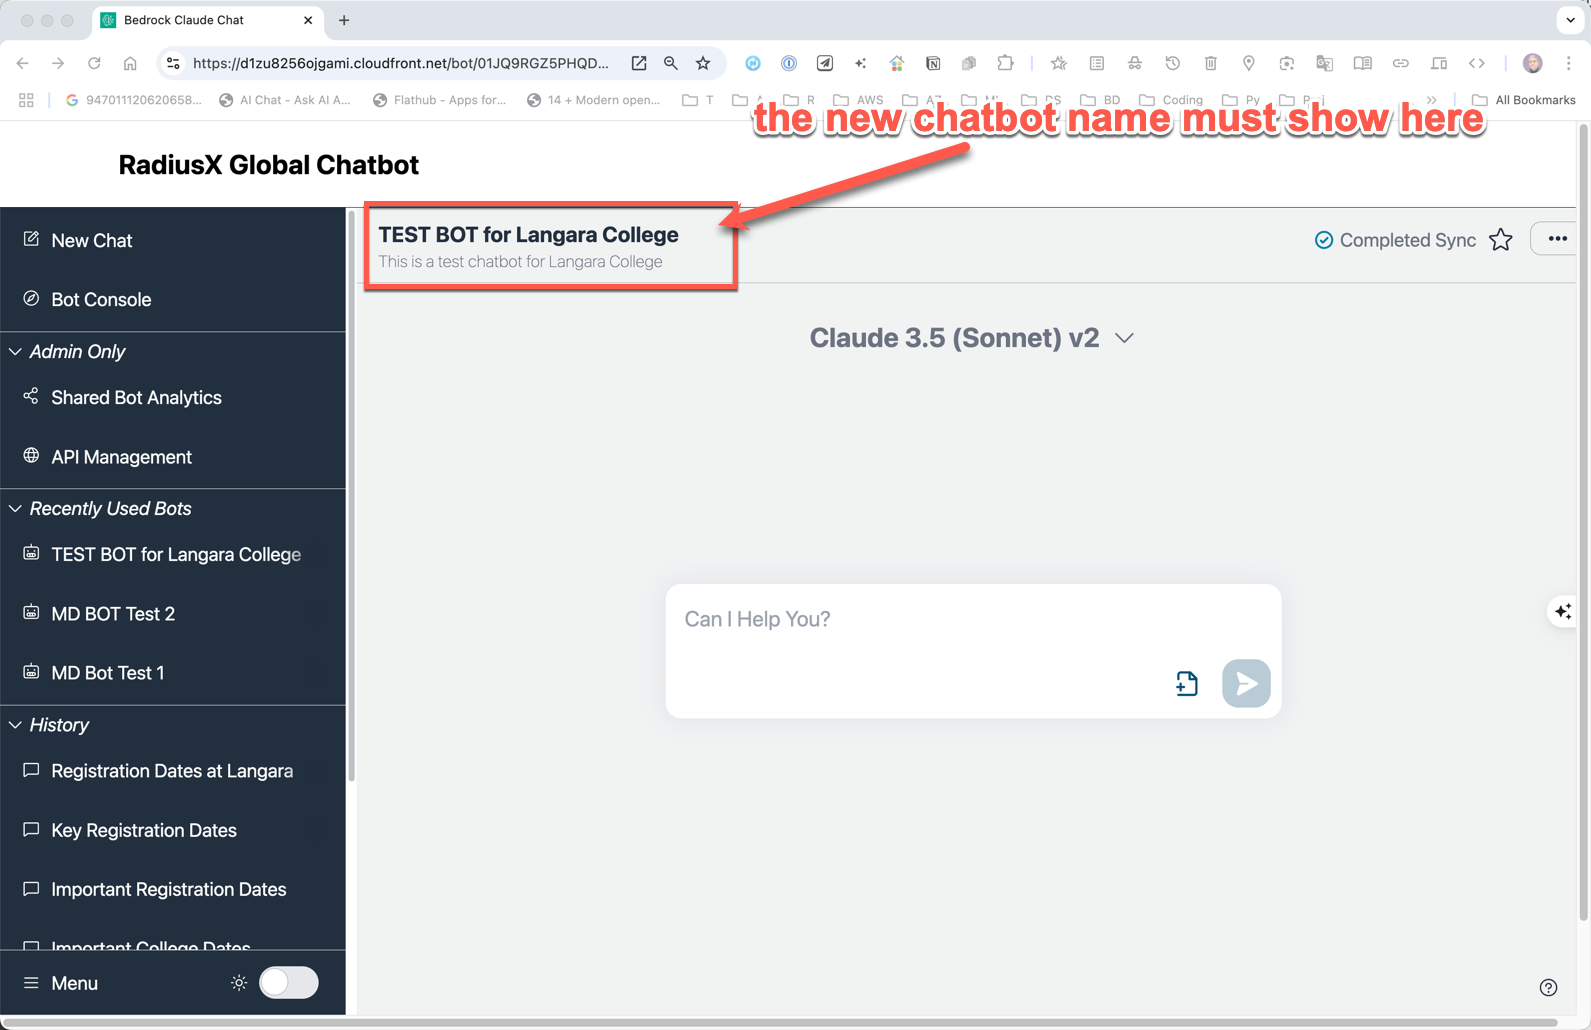 Bedrock Claude Chat
https://d1zu8256ojgami.cloudfront.net/bot/01JQ9RGZ5PHQD...
947011120620658...
AI Chat - Ask AI A...
Flathub - Apps for...
14 + Modern open...
T
R
AWS
DS
BD
Coding
Py
All Bookmarks
the new chatbot name must show here
RadiusX Global Chatbot
New Chat
Bot Console
Admin Only
Shared Bot Analytics
API Management
Recently Used Bots
TEST BOT for Langara College
MD BOT Test 2
MD Bot Test 1
History
Registration Dates at Langara
Key Registration Dates
Important Registration Dates
Important College Dates
Menu
TEST BOT for Langara College
This is a test chatbot for Langara College
Completed Sync
Claude 3.5 (Sonnet) v2
Can I Help You?